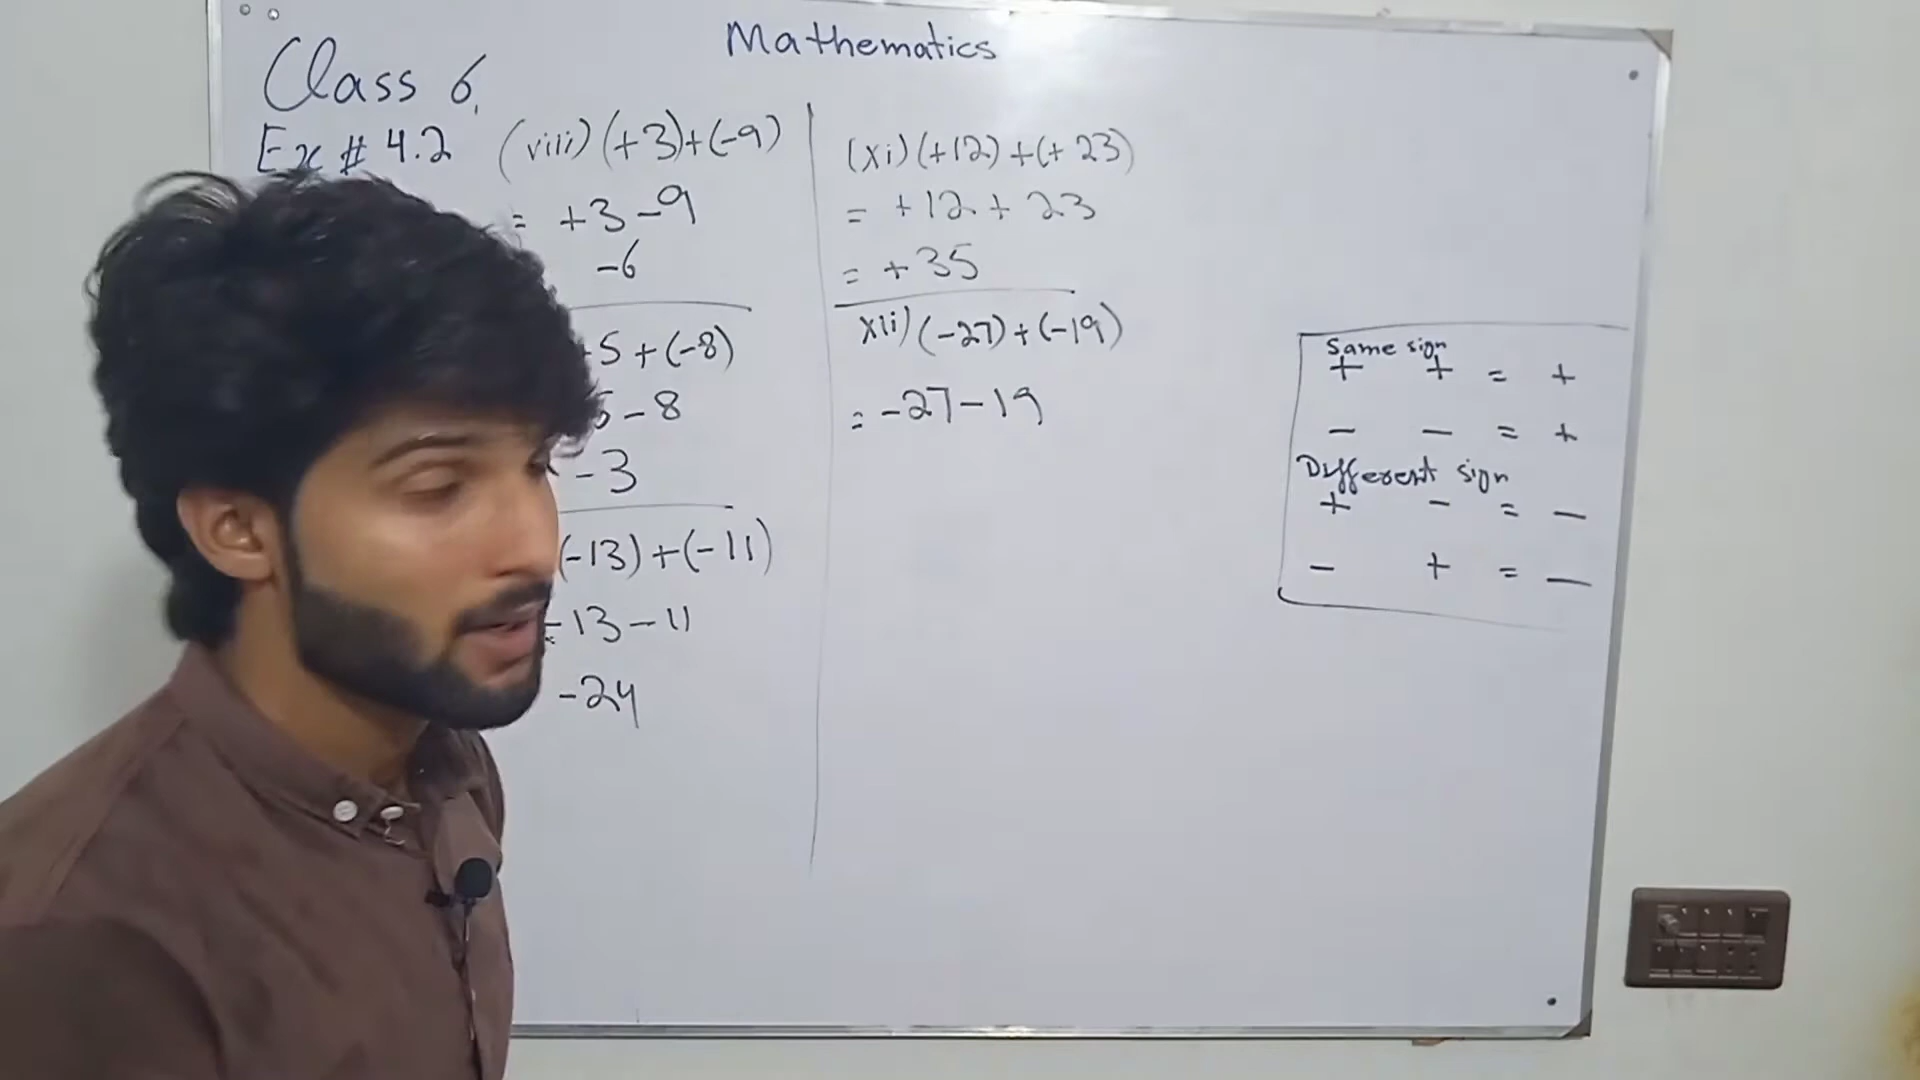 Mathematics
Class 6.
Ex # 4.2
(viii) (+3)+(-9)
= +3-9
-6
5+(-8)
-8
-3
(-13)+(-11)
-13-11
-24
(xi) (+12)+(+23)
= +12+23
= +35
xii) (-27)+(-19)
= -27-19
Same sign
+ + = +
- - = +
Different sign
+ - = -
- + = -